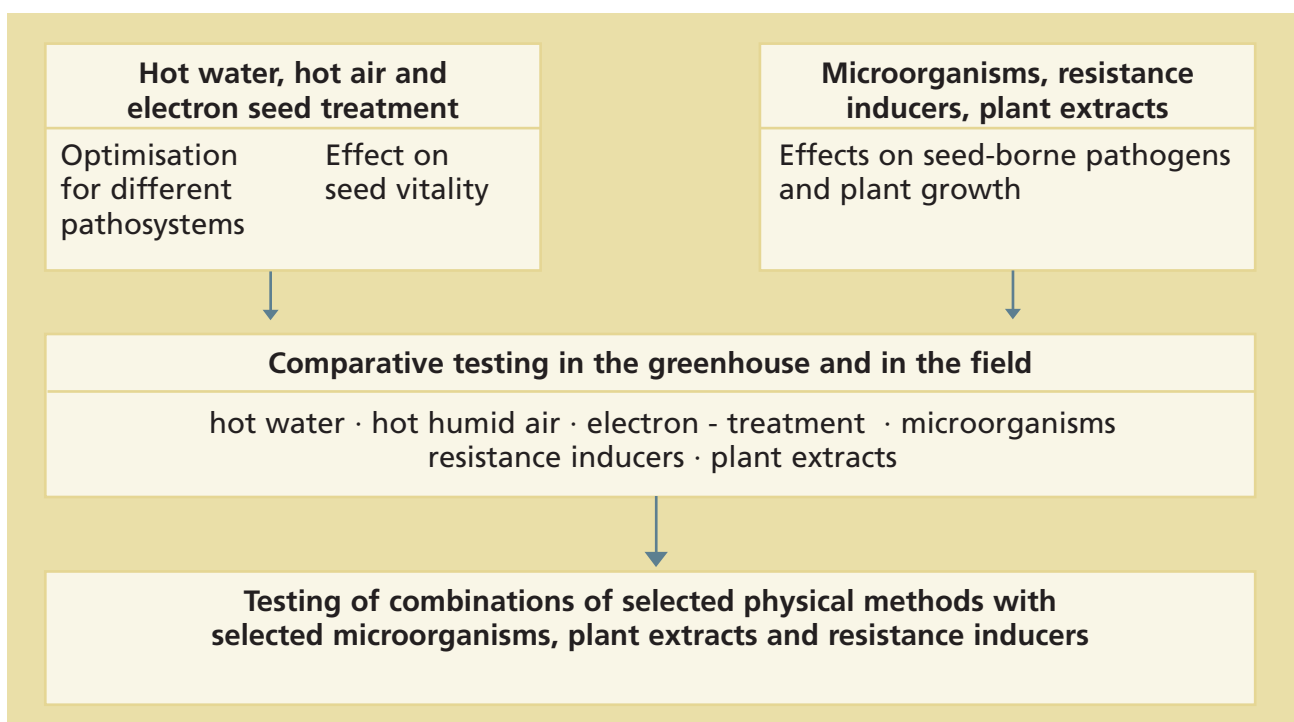 Hot water, hot air and
electron seed treatment
Optimisation
for different
pathosystems
Effect on
seed vitality
Microorganisms, resistance
inducers, plant extracts
Effects on seed-borne pathogens
and plant growth
Comparative testing in the greenhouse and in the field
hot water · hot humid air · electron - treatment · microorganisms
resistance inducers · plant extracts
Testing of combinations of selected physical methods with
selected microorganisms, plant extracts and resistance inducers